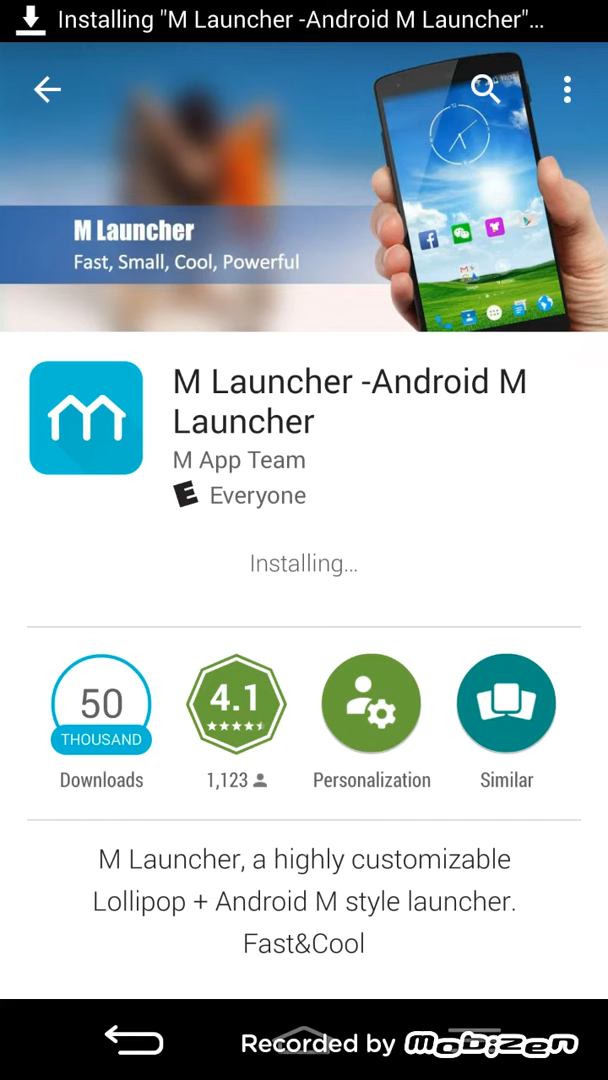 Installing "M Launcher -Android M Launcher"...
M Launcher
Fast, Small, Cool, Powerful
M Launcher -Android M
Launcher
M App Team
E Everyone
Installing...
50
THOUSAND
4.1
Downloads
1,123
Personalization
Similar
M Launcher, a highly customizable
Lollipop + Android M style launcher.
Fast&Cool
Recorded by mobizen